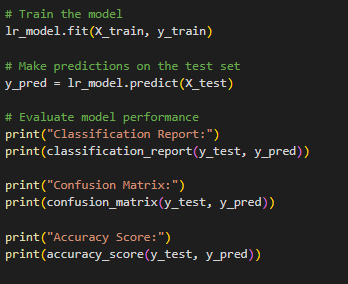 # Train the model
lr_model.fit(X_train, y_train)
# Make predictions on the test set
y_pred = lr_model.predict(X_test)
# Evaluate model performance
print("Classification Report:")
print(classification_report(y_test, y_pred))
print("Confusion Matrix:")
print(confusion_matrix(y_test, y_pred))
print("Accuracy Score:")
print(accuracy_score(y_test, y_pred))